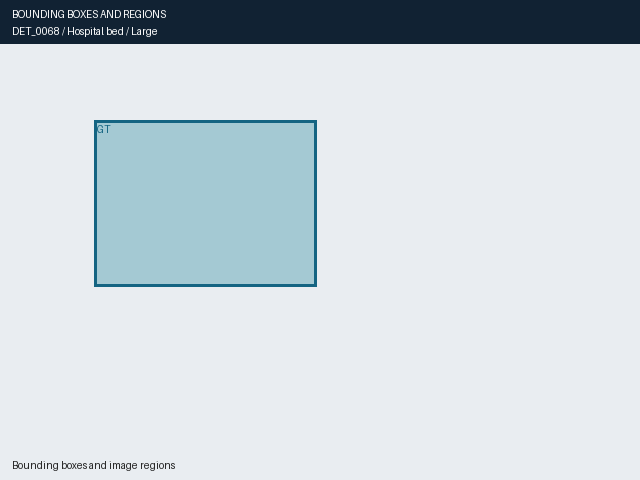 BOUNDING BOXES AND REGIONS
DET_0068 / Hospital bed / Large
GT
Bounding boxes and image regions